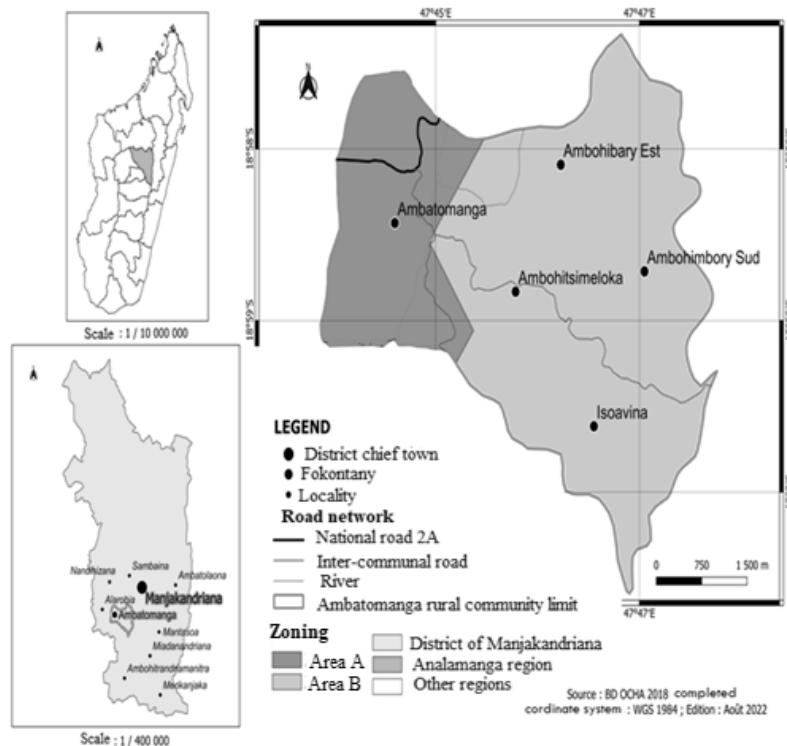 Scale : 1 / 10 000 000
Nandhizana
Sambaina
Ambatolaona
Manjakandriana
Alarobia
Ambatomanga
Mantasoa
Miadanandriana
Ambohitrandriamanitra
Merikanjaka
Scale : 1 / 400 000
47°45'E
47°47'E
N
18°58'S
18°59'S
Ambohibary Est
Ambatomanga
Ambohimbory Sud
Ambohitsimeloka
Isoavina
47°47'E
0 750 1 500 m
LEGEND
District chief town
Fokontany
Locality
Road network
National road 2A
Inter-communal road
River
Ambatomanga rural community limit
Zoning
Area A
Area B
District of Manjakandriana
Analamanga region
Other regions
Source : BD OCHA 2018 completed
cordinate system : WGS 1984 ; Edition : Août 2022